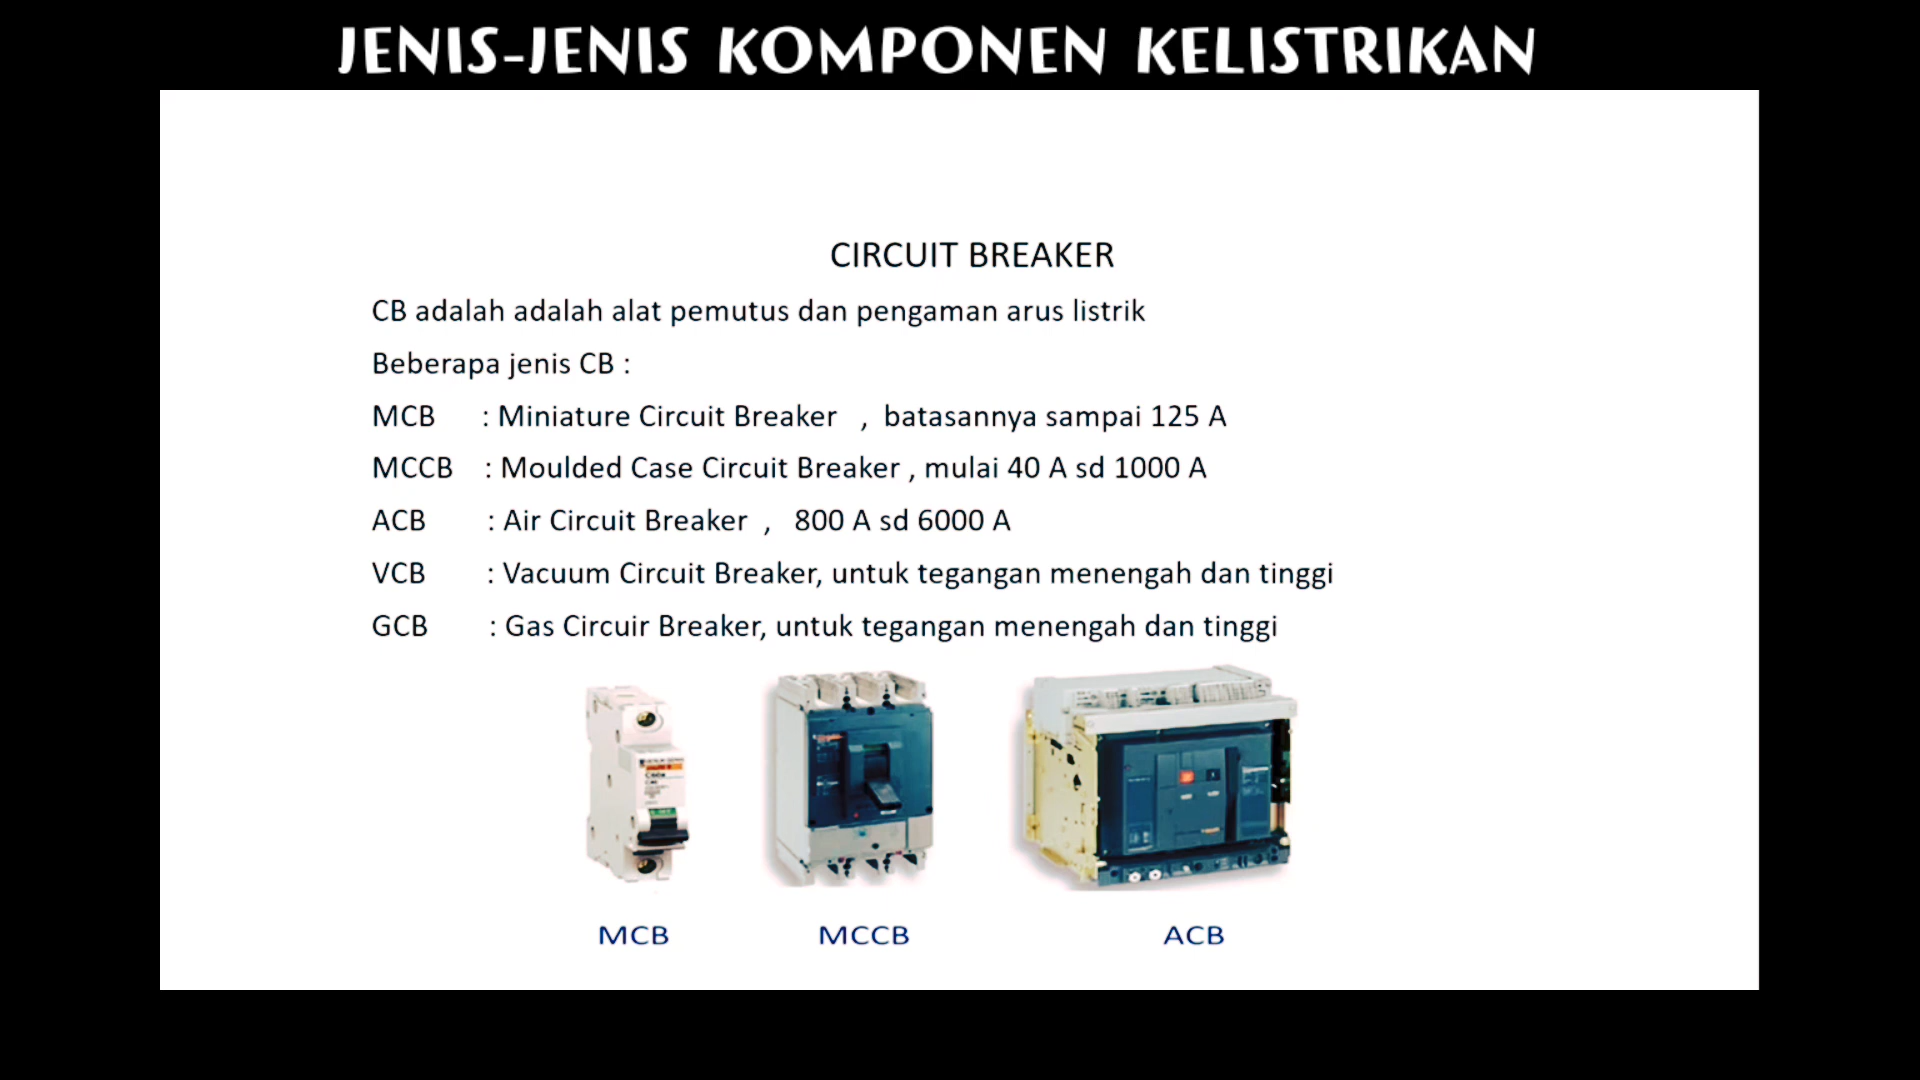 JENIS-JENIS KOMPONEN KELISTRIKAN
CIRCUIT BREAKER
CB adalah adalah alat pemutus dan pengaman arus listrik
Beberapa jenis CB :
MCB : Miniature Circuit Breaker , batasannya sampai 125 A
MCCB : Moulded Case Circuit Breaker , mulai 40 A sd 1000 A
ACB : Air Circuit Breaker , 800 A sd 6000 A
VCB : Vacuum Circuit Breaker, untuk tegangan menengah dan tinggi
GCB : Gas Circuir Breaker, untuk tegangan menengah dan tinggi
MCB MCCB ACB